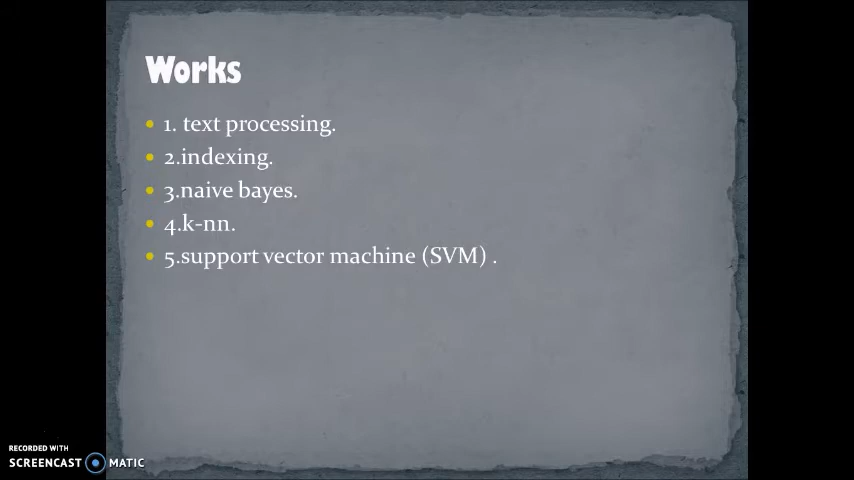 Works
• 1. text processing.
• 2.indexing.
• 3.naive bayes.
• 4.k-nn.
• 5.support vector machine (SVM) .
RECORDED WITH
SCREENCAST MATIC